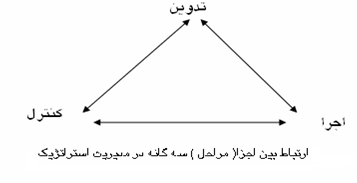 تدوین
کنترل
اجرا
ارتباط بین اجزا( مراحل ) سه گانه در مدیریت استراتژیک